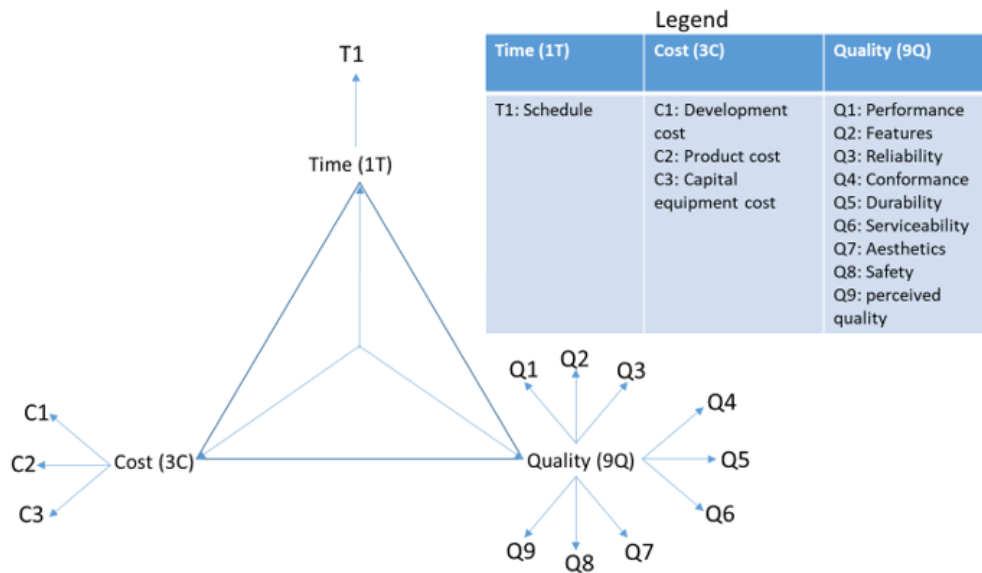 Legend
Time (1T)
Cost (3C)
Quality (9Q)
T1: Schedule
C1: Development
cost
C2: Product cost
C3: Capital
equipment cost
Q1: Performance
Q2: Features
Q3: Reliability
Q4: Conformance
Q5: Durability
Q6: Serviceability
Q7: Aesthetics
Q8: Safety
Q9: perceived
quality
T1
Time (1T)
C1
C2
C3
Cost (3C)
Quality (9Q)
Q1
Q2
Q3
Q4
Q5
Q6
Q7
Q8
Q9